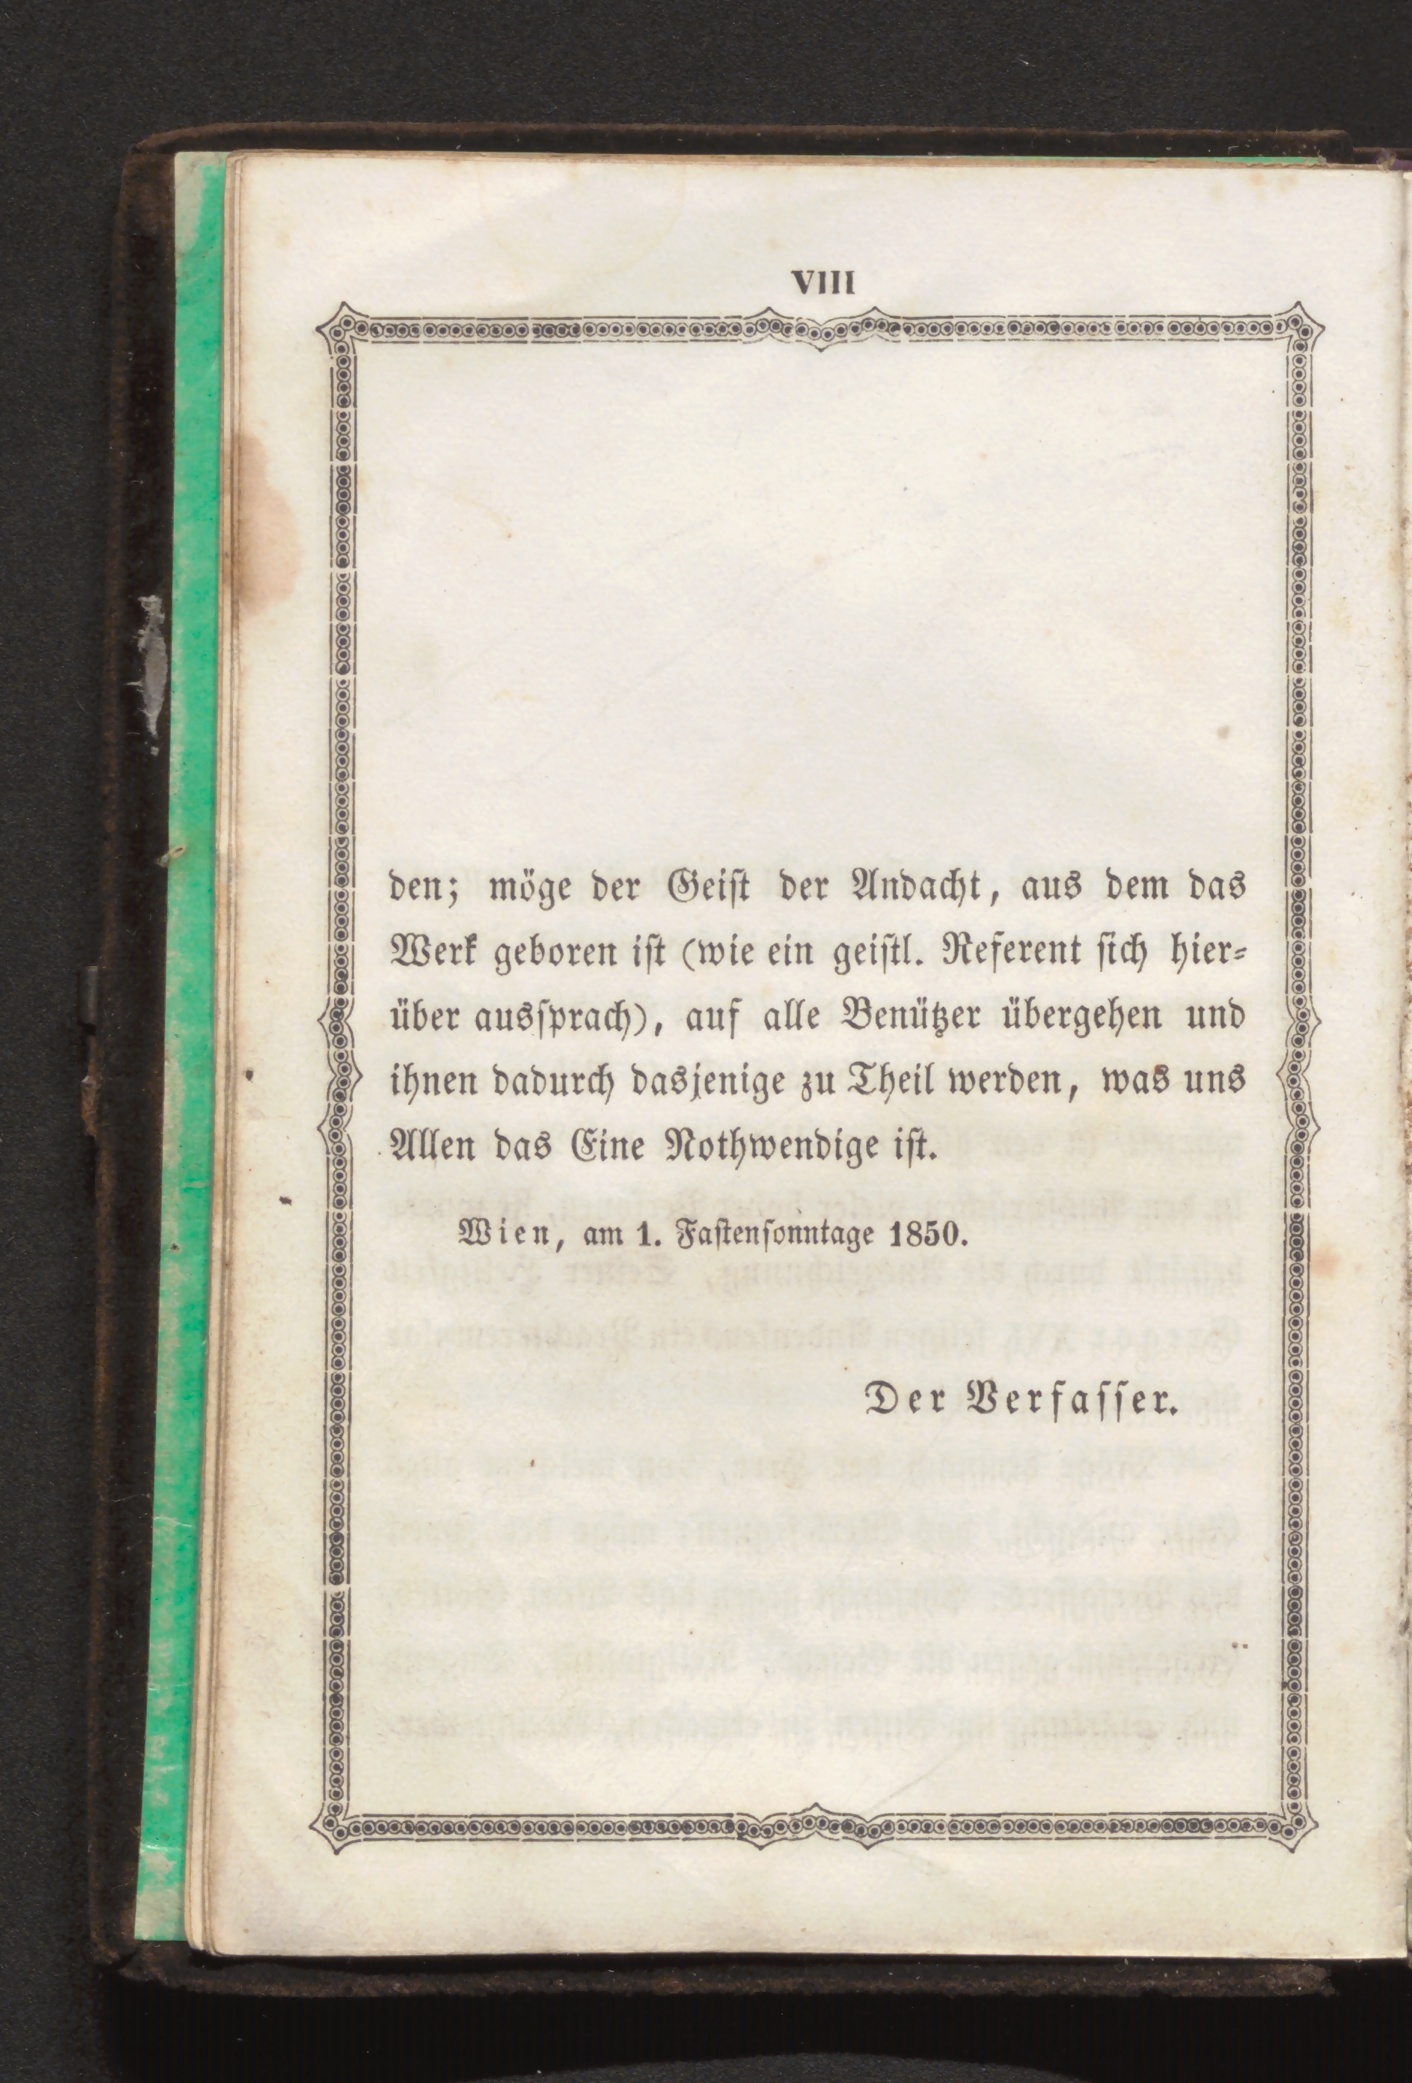 VIII
den; möge der Geist der Andacht, aus dem das
Werk geboren ist (wie ein geistl. Referent sich hier-
über aussprach), auf alle Benützer übergehen und
ihnen dadurch dasjenige zu Theil werden, was uns
Allen das Eine Nothwendige ist.
Wien, am 1. Fastensonntage 1850.
Der Verfasser.